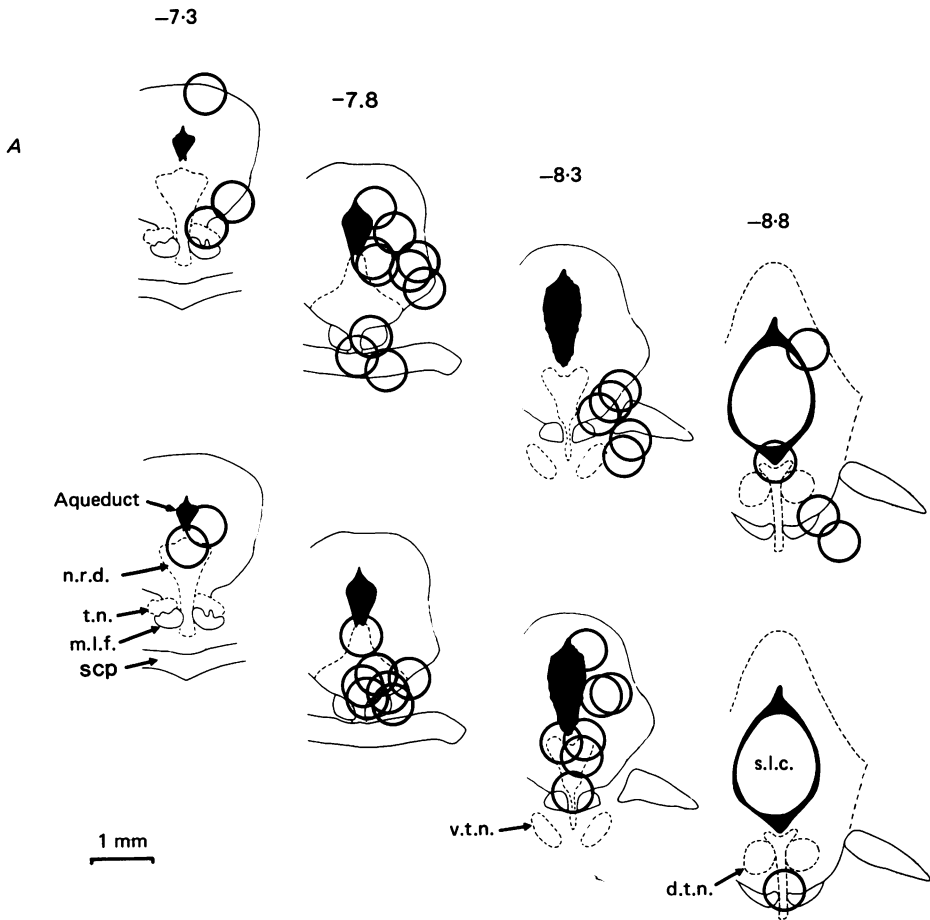 −7·3
−7.8
A
−8·3
−8·8
Aqueduct
n.r.d.
t.n.
m.l.f.
scp
s.l.c.
v.t.n.
1 mm
d.t.n.